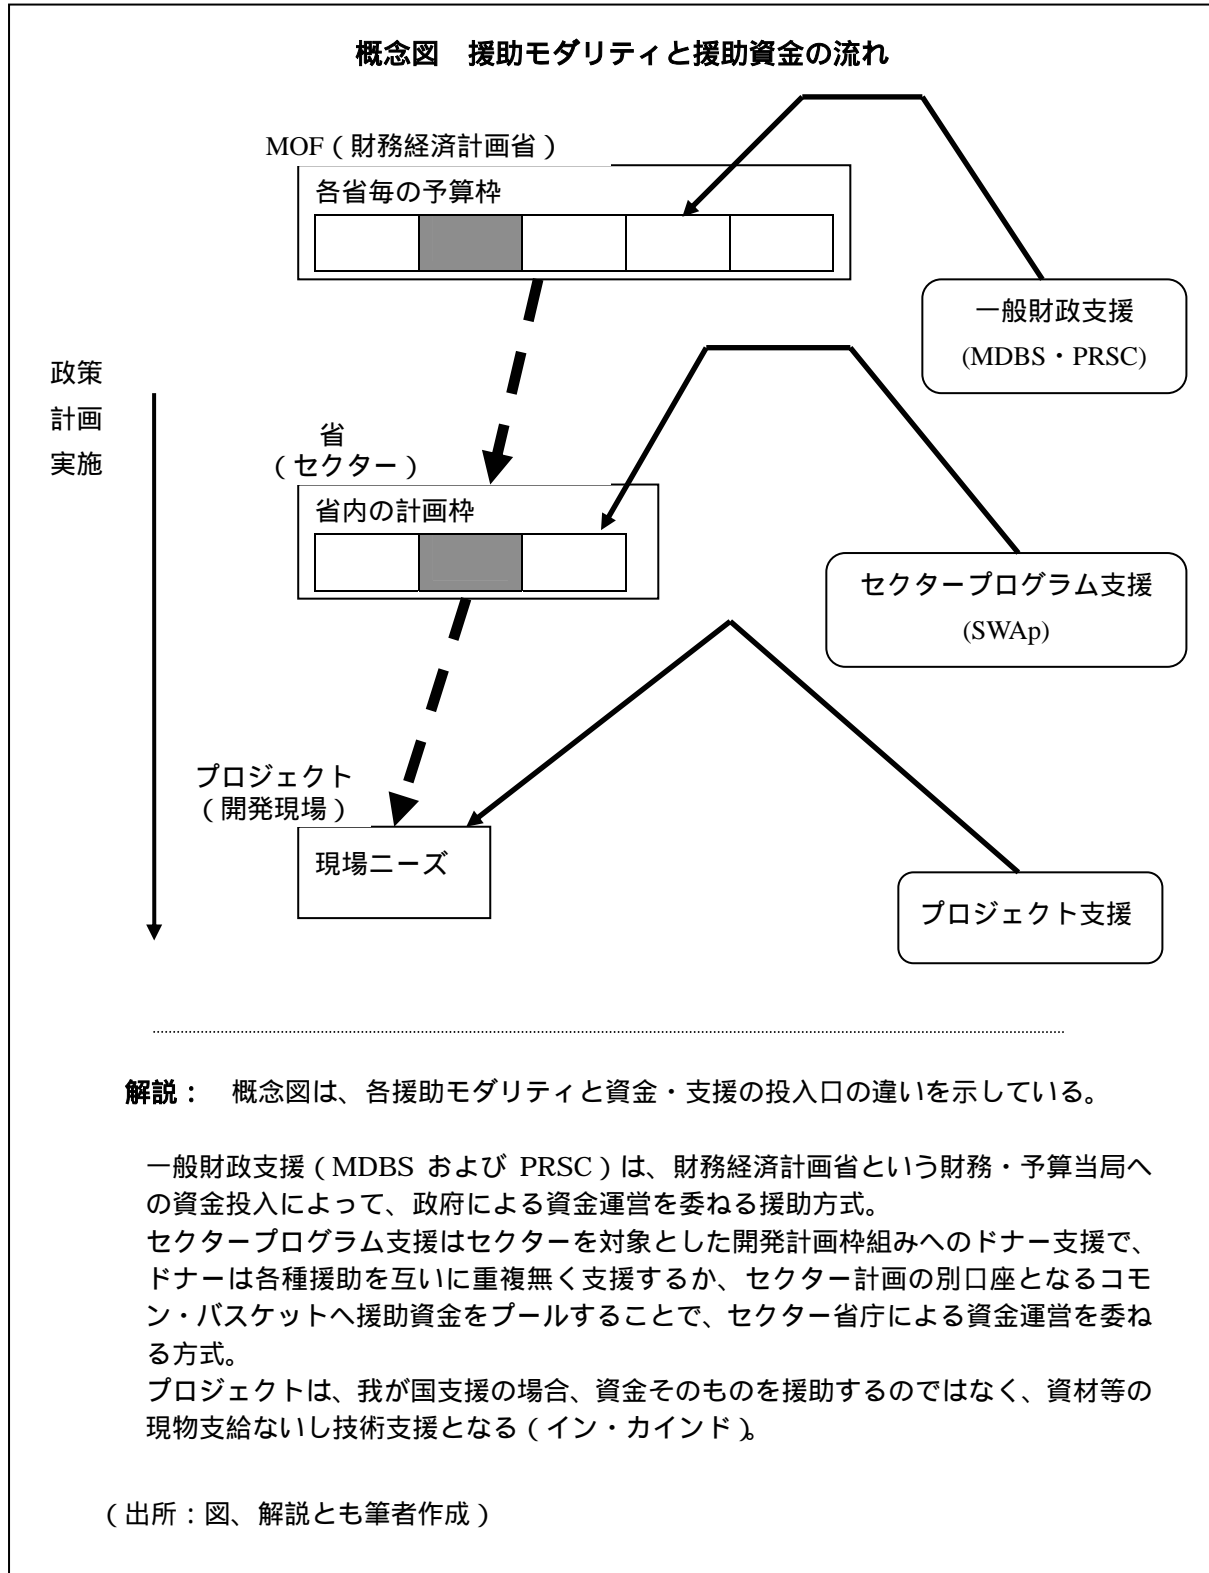 概念図　援助モダリティと援助資金の流れ
MOF（財務経済計画省）
各省毎の予算枠
一般財政支援
(MDBS・PRSC)
政策
計画
実施
省
（セクター）
省内の計画枠
セクタープログラム支援
(SWAp)
プロジェクト
（開発現場）
現場ニーズ
プロジェクト支援
解説：　概念図は、各援助モダリティと資金・支援の投入口の違いを示している。
一般財政支援（MDBS および PRSC）は、財務経済計画省という財務・予算当局へ
の資金投入によって、政府による資金運営を委ねる援助方式。
セクタープログラム支援はセクターを対象とした開発計画枠組みへのドナー支援で、
ドナーは各種援助を互いに重複無く支援するか、セクター計画の別口座となるコモ
ン・バスケットへ援助資金をプールすることで、セクター省庁による資金運営を委ね
る方式。
プロジェクトは、我が国支援の場合、資金そのものを援助するのではなく、資材等の
現物支給ないし技術支援となる（イン・カインド）。
（出所：図、解説とも筆者作成）